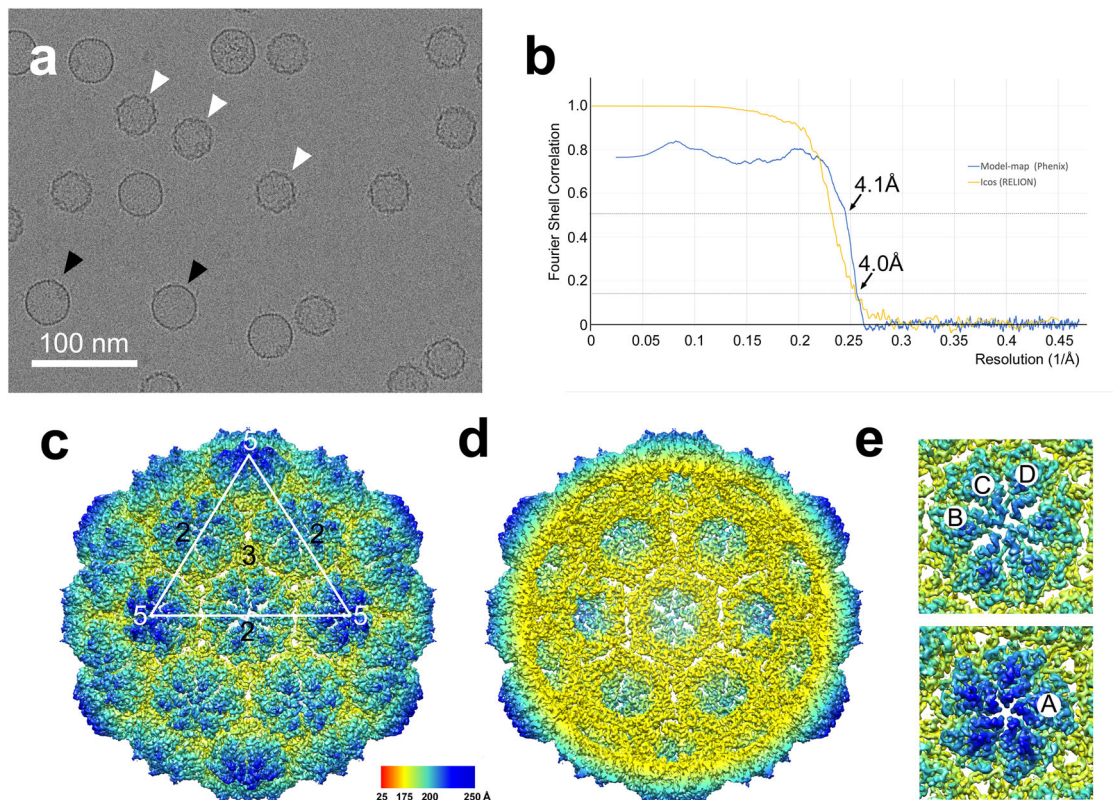 a
100 nm
b
Fourier Shell Correlation
1.0
0.8
0.6
0.4
0.2
0
0 0.05 0.1 0.15 0.2 0.25 0.3 0.35 0.4 0.45
Resolution (1/Å)
Model-map (Phenix)
Icos (RELION)
4.1Å
4.0Å
c
5
2 2
3
5 5
2
25 175 200 250 Å
d
e
C D
B
A